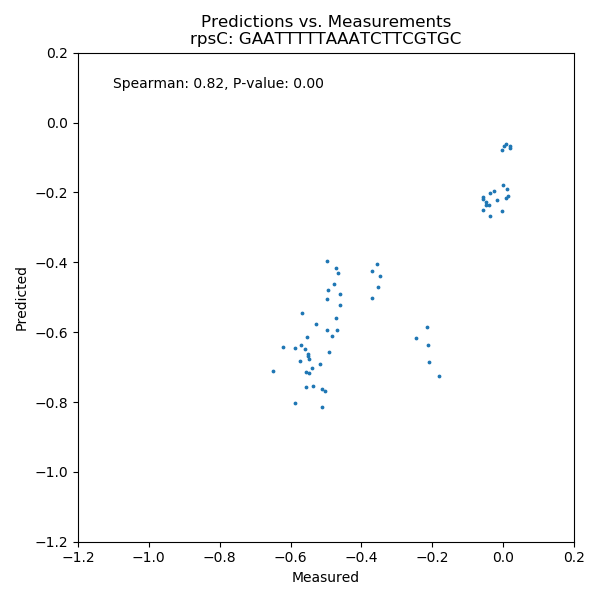 Predictions vs. Measurements
rpsC: GAATTTTTAAATCTTCGTGC
Spearman: 0.82, P-value: 0.00
0.2
0.0
−0.2
−0.4
−0.6
−0.8
−1.0
−1.2
Predicted
−1.2 −1.0 −0.8 −0.6 −0.4 −0.2 0.0 0.2
Measured